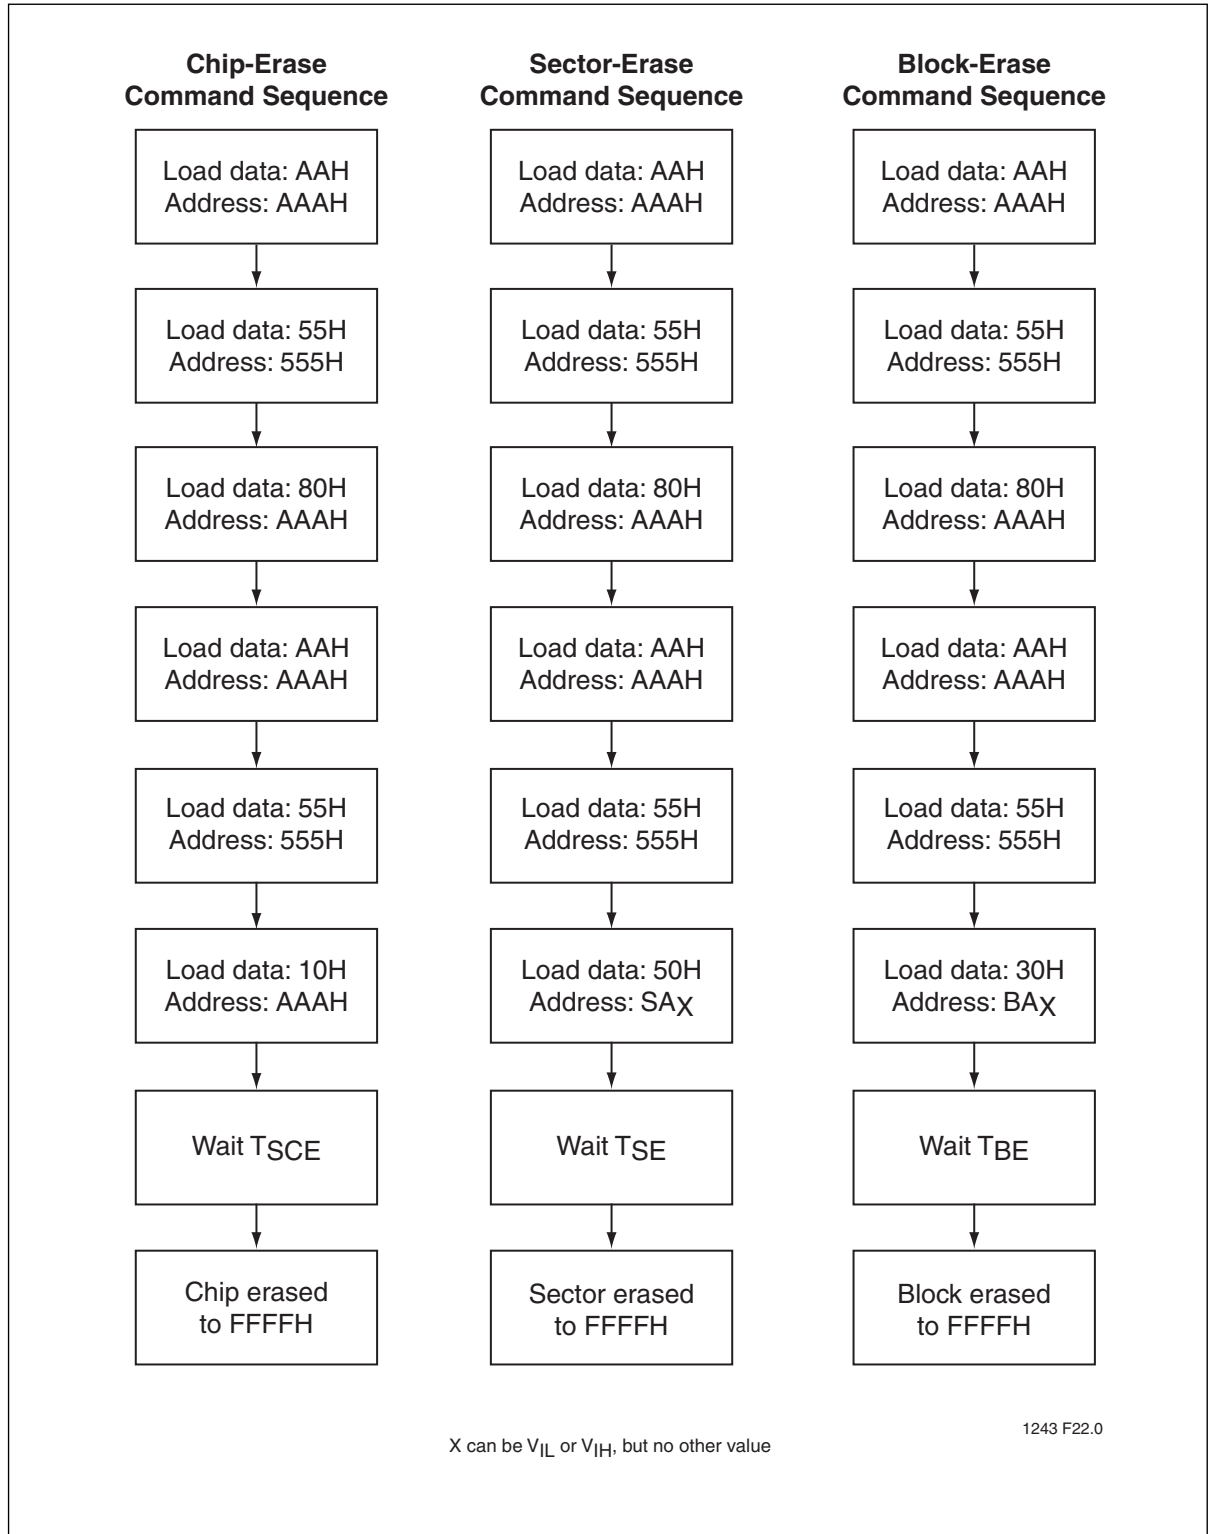 Chip-Erase
Command Sequence
Load data: AAH
Address: AAAH
Load data: 55H
Address: 555H
Load data: 80H
Address: AAAH
Load data: AAH
Address: AAAH
Load data: 55H
Address: 555H
Load data: 10H
Address: AAAH
Wait TSCE
Chip erased
to FFFFH
Sector-Erase
Command Sequence
Load data: AAH
Address: AAAH
Load data: 55H
Address: 555H
Load data: 80H
Address: AAAH
Load data: AAH
Address: AAAH
Load data: 55H
Address: 555H
Load data: 50H
Address: SAX
Wait TSE
Sector erased
to FFFFH
Block-Erase
Command Sequence
Load data: AAH
Address: AAAH
Load data: 55H
Address: 555H
Load data: 80H
Address: AAAH
Load data: AAH
Address: AAAH
Load data: 55H
Address: 555H
Load data: 30H
Address: BAX
Wait TBE
Block erased
to FFFFH
1243 F22.0
X can be VIL or VIH, but no other value